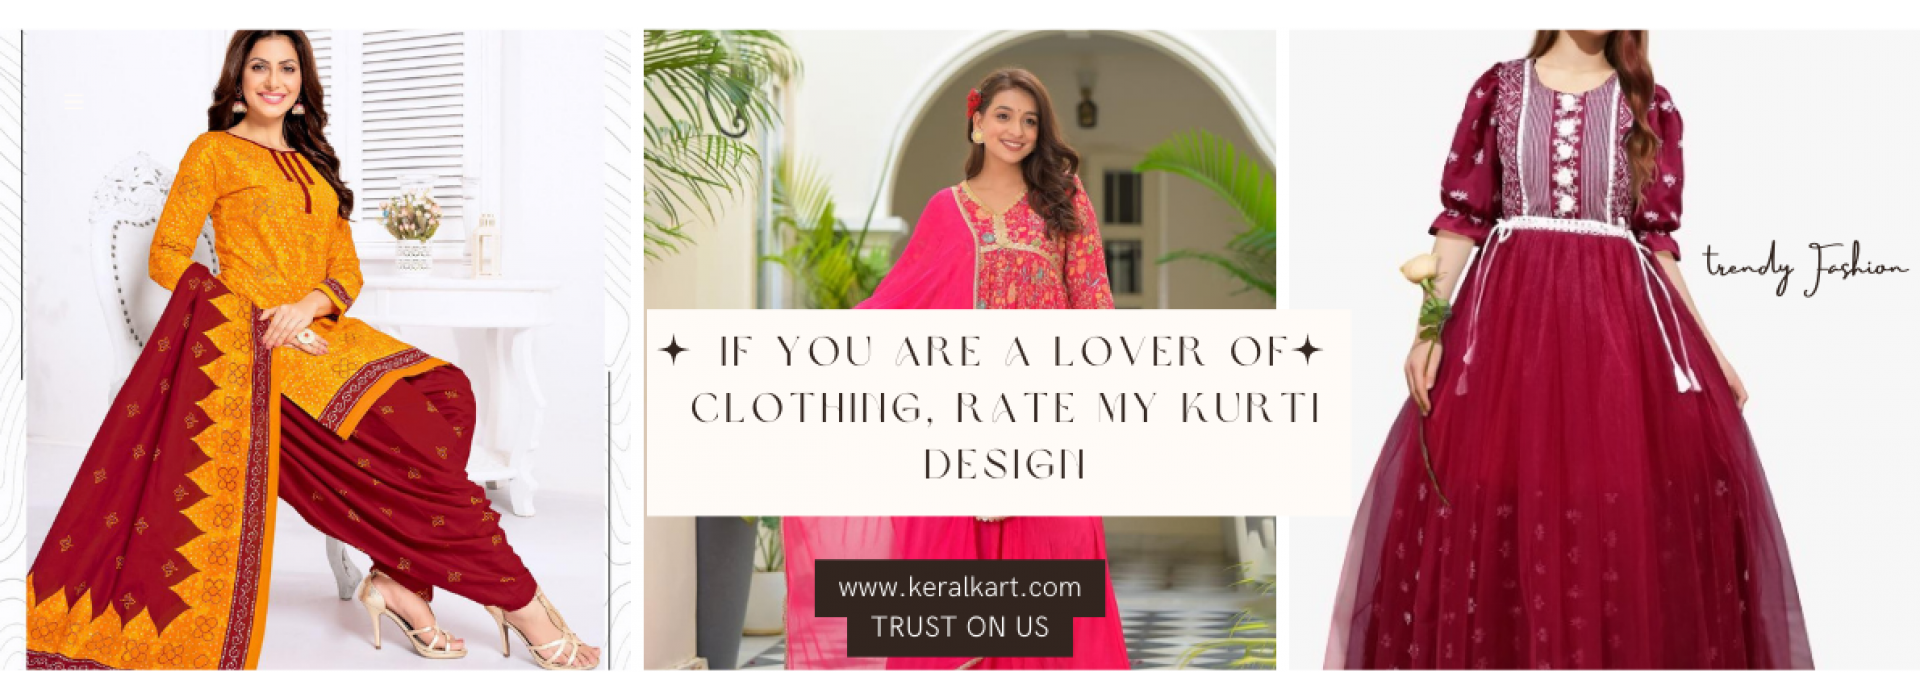 IF YOU ARE A LOVER OF
CLOTHING, RATE MY KURTI
DESIGN
www.keralkart.com
TRUST ON US
trendy Fashion